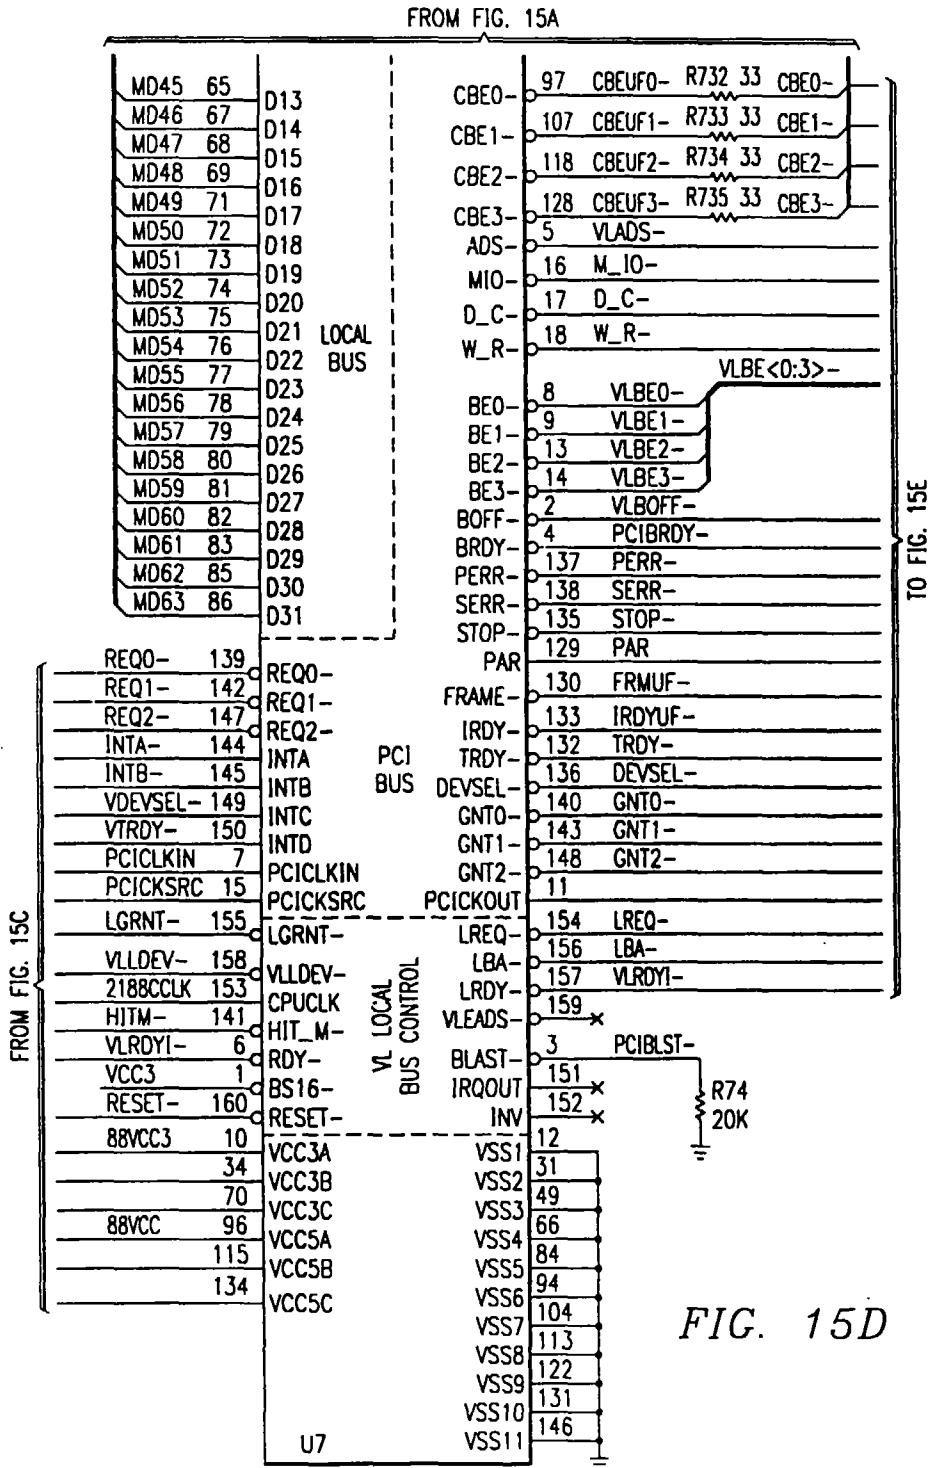 FROM FIG. 15A
MD45 65 D13
MD46 67 D14
MD47 68 D15
MD48 69 D16
MD49 71 D17
MD50 72 D18
MD51 73 D19
MD52 74 D20
MD53 75 D21
MD54 76 D22
MD55 77 D23
MD56 78 D24
MD57 79 D25
MD58 80 D26
MD59 81 D27
MD60 82 D28
MD61 83 D29
MD62 85 D30
MD63 86 D31
LOCAL
BUS
CBE0- 97 CBEUF0- R732 33 CBE0-
CBE1- 107 CBEUF1- R733 33 CBE1-
CBE2- 118 CBEUF2- R734 33 CBE2-
CBE3- 128 CBEUF3- R735 33 CBE3-
ADS- 5 VLADS-
MIO- 16 M_IO-
D_C- 17 D_C-
W_R- 18 W_R-
VLBE<0:3>-
BE0- 8 VLBE0-
BE1- 9 VLBE1-
BE2- 13 VLBE2-
BE3- 14 VLBE3-
BOFF- 2 VLBOFF-
BRDY- 4 PCIBRDY-
PERR- 137 PERR-
SERR- 138 SERR-
STOP- 135 STOP-
PAR 129 PAR
FRAME- 130 FRMUF-
IRDY- 133 IRDYUF-
TRDY- 132 TRDY-
DEVSEL- 136 DEVSEL-
GNT0- 140 GNT0-
GNT1- 143 GNT1-
GNT2- 148 GNT2-
PCICKOUT 11
TO FIG. 15E
REQ0- 139 REQ0-
REQ1- 142 REQ1-
REQ2- 147 REQ2-
INTA- 144 INTA
INTB- 145 INTB
VDEVSEL- 149 INTC
VTRDY- 150 INTD
PCICLKIN 7 PCICLKIN
PCICKSRC 15 PCICKSRC
PCI
BUS
FROM FIG. 15C
LGRNT- 155 LGRNT-
VLLDEV- 158 VLLDEV-
2188CCLK 153 CPUCLK
HITM- 141 HIT_M-
VLRDYI- 6 RDY-
VCC3 1 BS16-
RESET- 160 RESET-
VL LOCAL
BUS CONTROL
LREQ- 154 LREQ-
LBA- 156 LBA-
LRDY- 157 VLRDYI-
VLEADS- 159
BLAST- 3 PCIBLST-
IRQOUT 151
INV 152
R74
20K
88VCC3 10 VCC3A
34 VCC3B
70 VCC3C
88VCC 96 VCC5A
115 VCC5B
134 VCC5C
VSS1 12
VSS2 31
VSS3 49
VSS4 66
VSS5 84
VSS6 94
VSS7 104
VSS8 113
VSS9 122
VSS10 131
VSS11 146
U7
FIG. 15D